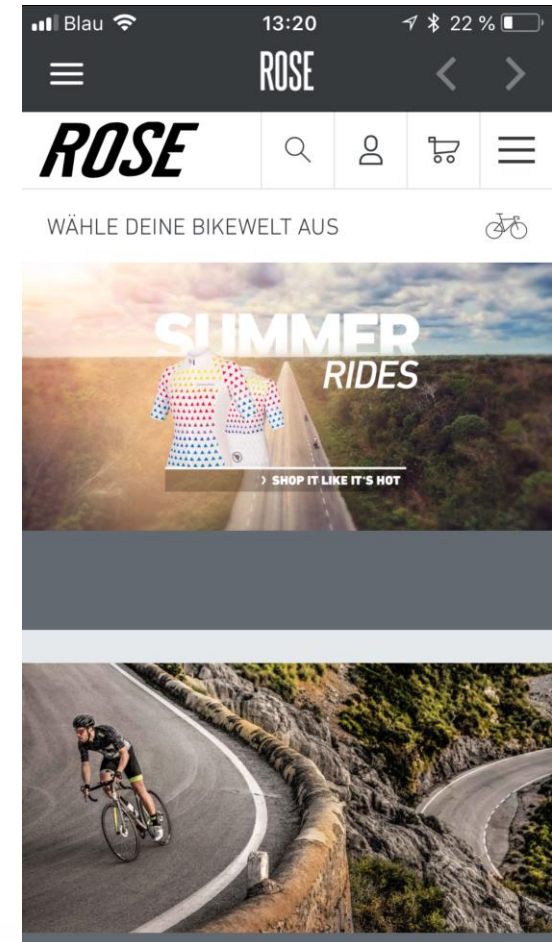 Blau 13:20 22 %
ROSE
ROSE
WÄHLE DEINE BIKEWELT AUS
SUMMER
RIDES
> SHOP IT LIKE IT'S HOT